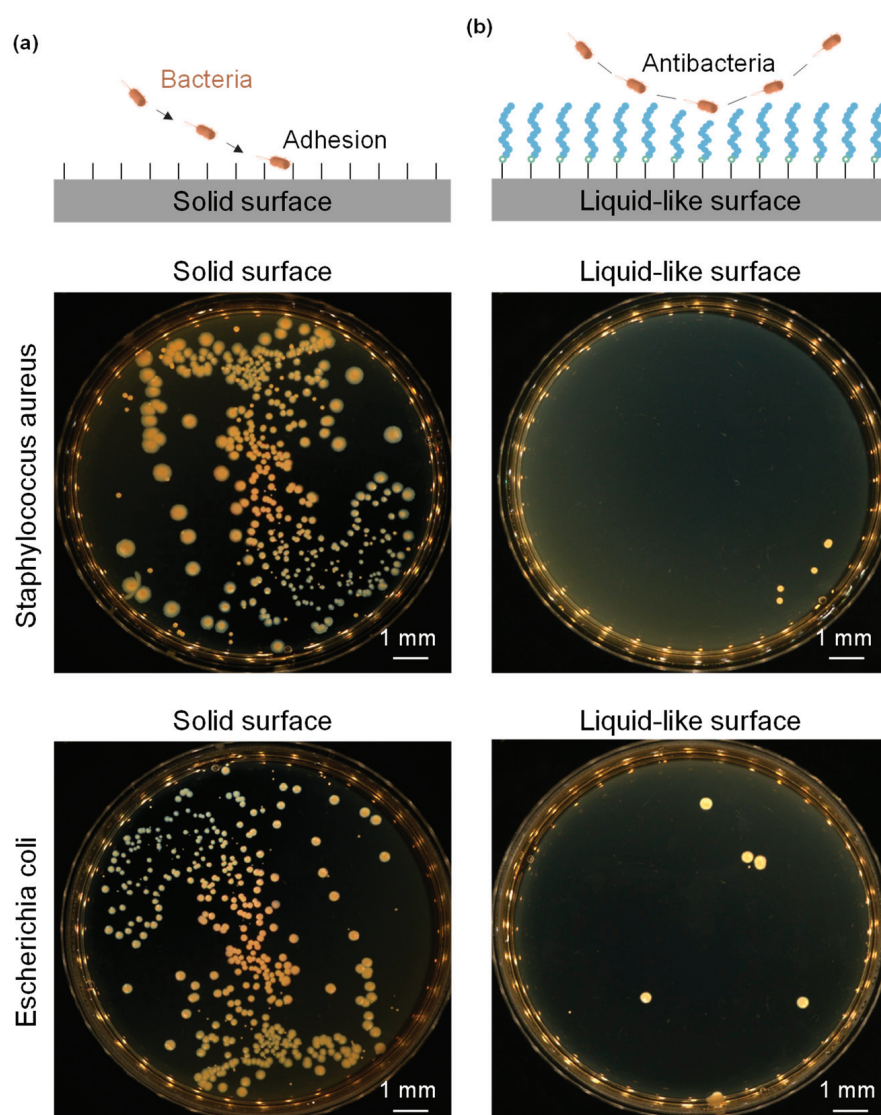 (a)
Bacteria
Adhesion
Solid surface
(b)
Antibacteria
Liquid-like surface
Solid surface
Liquid-like surface
Staphylococcus aureus
1 mm
1 mm
Solid surface
Liquid-like surface
Escherichia coli
1 mm
1 mm